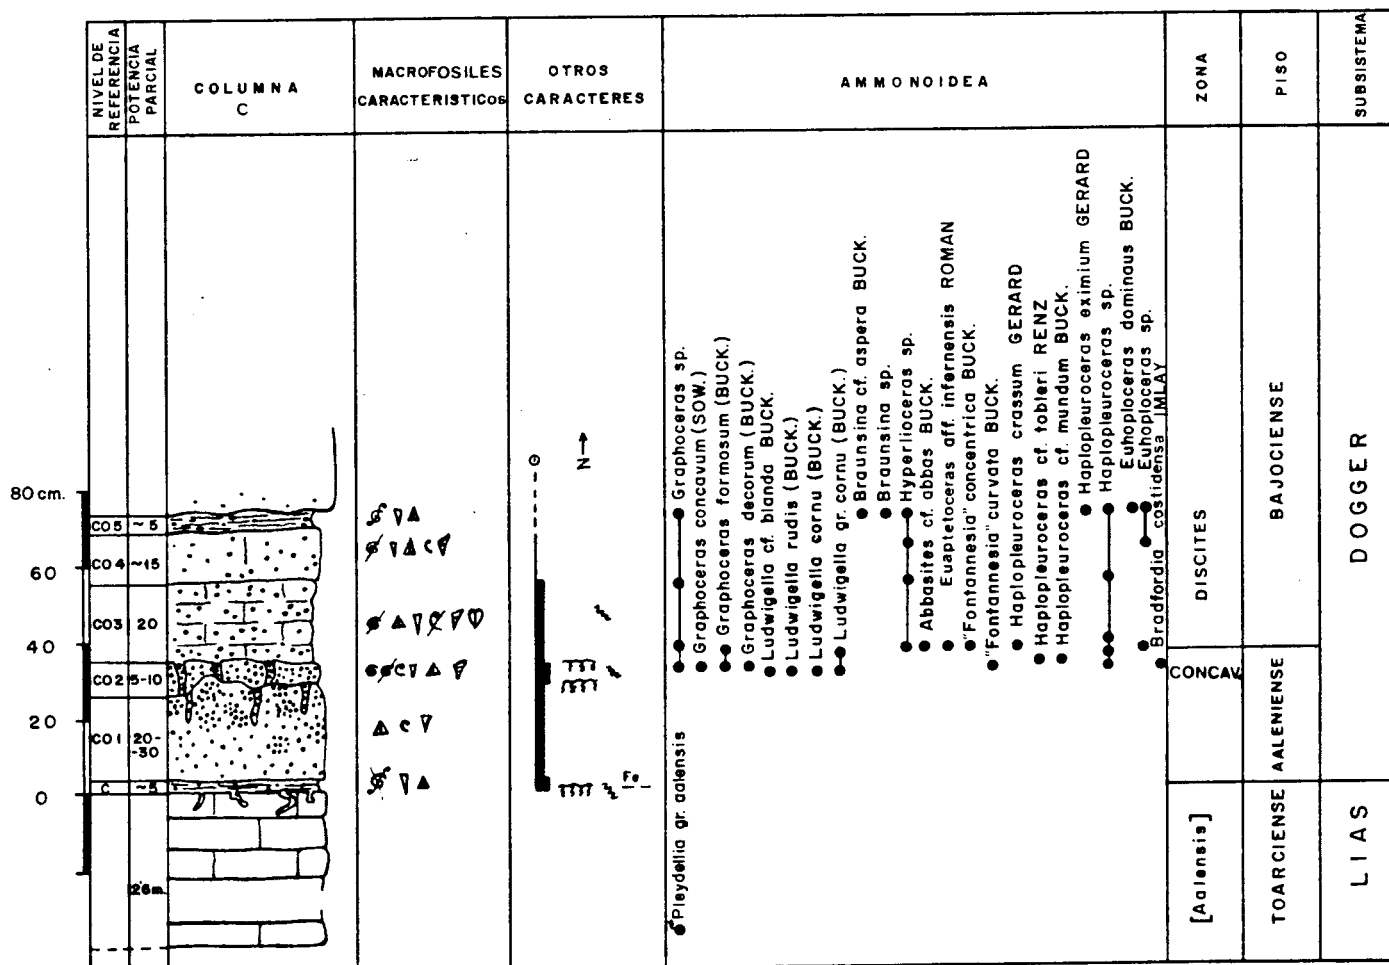 NIVEL DE REFERENCIA
POTENCIA PARCIAL
COLUMNA
C
MACROFOSILES
CARACTERISTICOS
OTROS
CARACTERES
AMMONOIDEA
ZONA
PISO
SUBSISTEMA
80 cm.
60
40
20
0
CO5 ~5
CO4 ~15
CO3 20
CO2 5-10
CO1 20-
-30
C ~5
26m.
N
Fe
Pleydellia gr. aalensis
Graphoceras sp.
Graphoceras concavum (SOW.)
Graphoceras formosum (BUCK.)
Graphoceras decorum (BUCK.)
Ludwigella cf. blanda BUCK.
Ludwigella rudis (BUCK.)
Ludwigella cornu (BUCK.)
Ludwigella gr. cornu (BUCK.)
Braunsina cf. aspera BUCK.
Braunsina sp.
Hyperlioceras sp.
Abbasites cf. abbas BUCK.
Euaptetoceras aff. infernensis ROMAN
"Fontannesia" concentrica BUCK.
"Fontannesia" curvata BUCK.
Haplopleuroceras crassum GERARD
Haplopleuroceras cf. tobleri RENZ
Haplopleuroceras cf. mundum BUCK.
Haplopleuroceras eximium GERARD
Haplopleuroceras sp.
Euhoploceras dominaus BUCK.
Euhoploceras sp.
Bradfordia costidensa IMLAY
DISCITES
CONCAV.
[Aalensis]
BAJOCIENSE
AALENIENSE
TOARCIENSE
DOGGER
LIAS